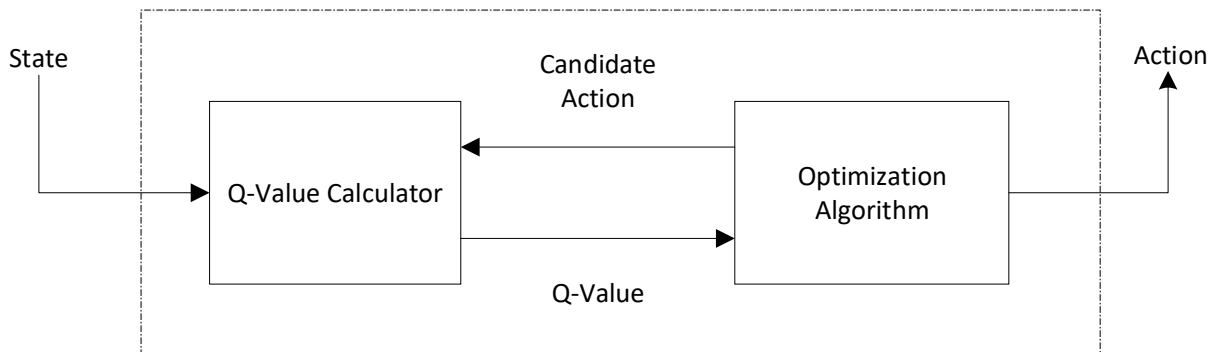 State
Candidate
Action
Action
Q-Value Calculator
Optimization
Algorithm
Q-Value